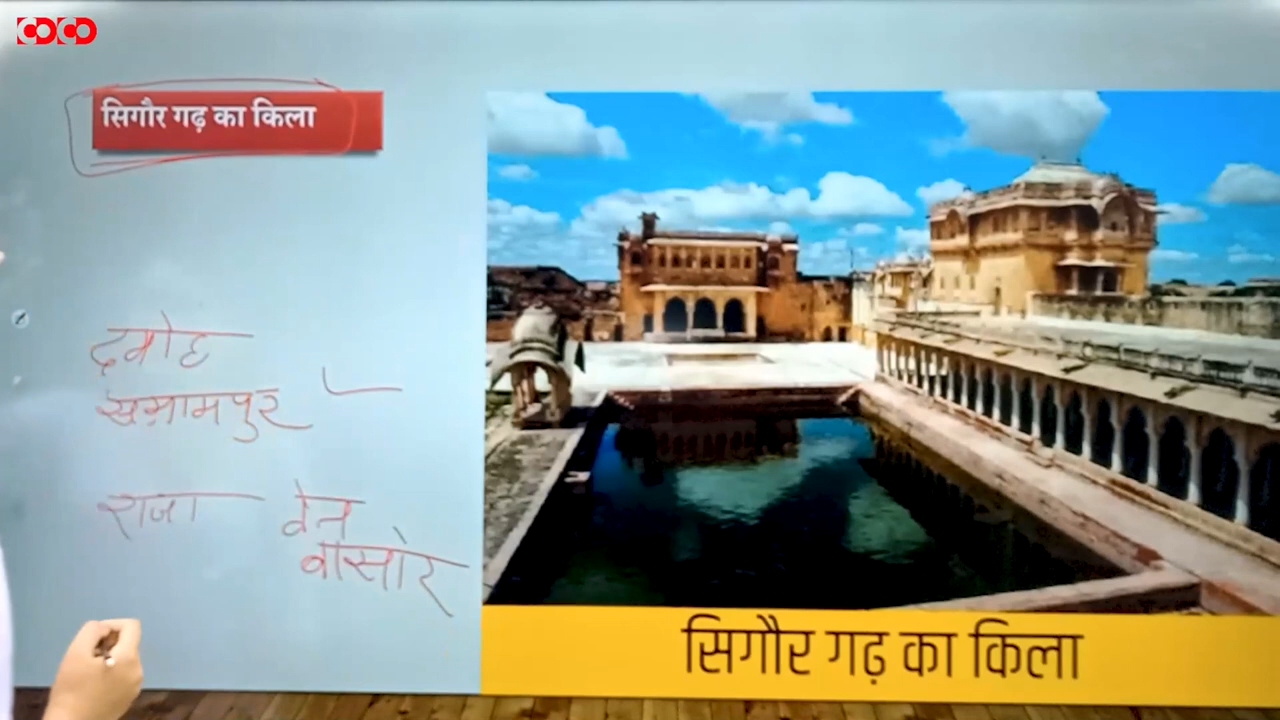 सिगौर गढ़ का किला
दमोह
सग्रामपुर
राजा वेन
बासोर
सिगौर गढ़ का किला